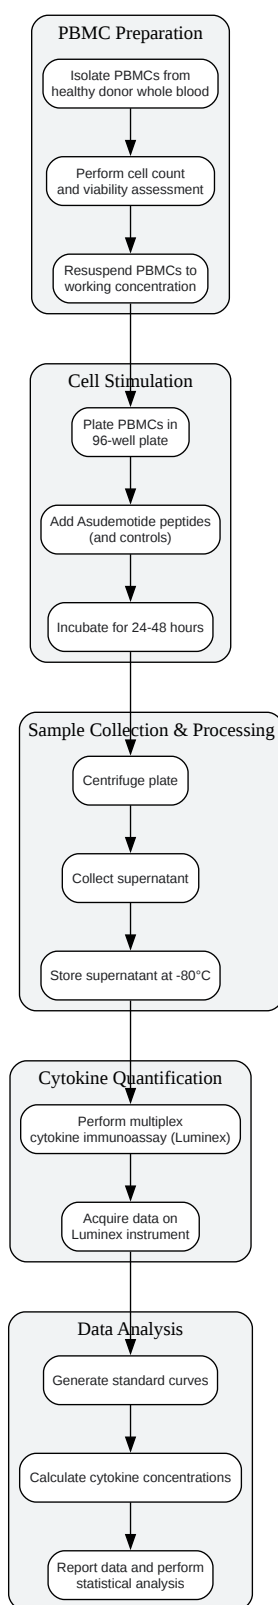 PBMC Preparation
Isolate PBMCs from
healthy donor whole blood
Perform cell count
and viability assessment
Resuspend PBMCs to
working concentration
Cell Stimulation
Plate PBMCs in
96-well plate
Add Asudemotide peptides
(and controls)
Incubate for 24-48 hours
Sample Collection & Processing
Centrifuge plate
Collect supernatant
Store supernatant at -80°C
Cytokine Quantification
Perform multiplex
cytokine immunoassay (Luminex)
Acquire data on
Luminex instrument
Data Analysis
Generate standard curves
Calculate cytokine concentrations
Report data and perform
statistical analysis